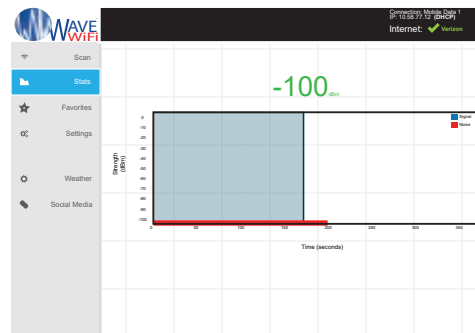 WAVE
WiFi
Connection: Mobile Data 1
IP: 10.58.77.12 (DHCP)
Internet: Verizon
Scan
Stats
Favorites
Settings
Weather
Social Media
-100 dBm
Signal
Noise
Strength
(dBm)
0
-10
-20
-30
-40
-50
-60
-70
-80
-90
-100
0 50 100 150 200 250 200 300 350
Time (seconds)